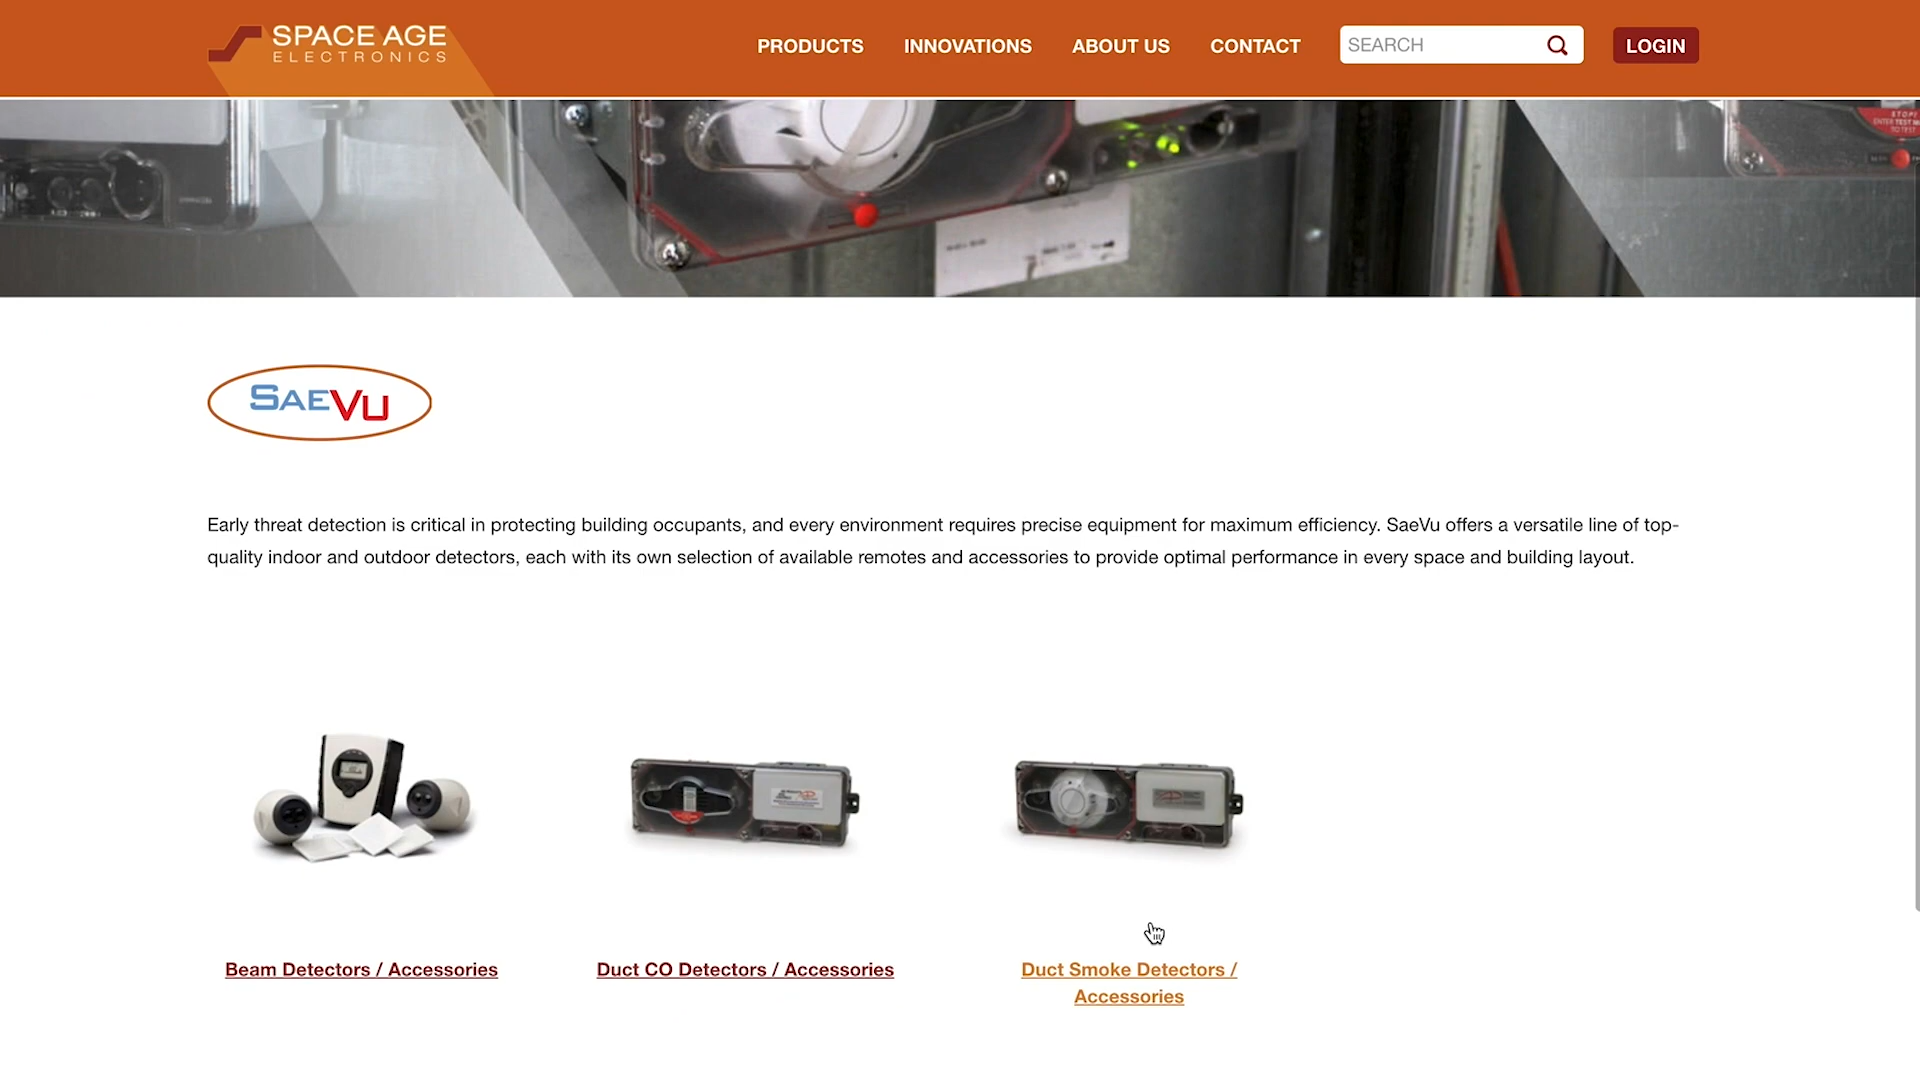 SPACE AGE
ELECTRONICS
PRODUCTS
INNOVATIONS
ABOUT US
CONTACT
SEARCH
LOGIN
STOP!
SAEVU
Early threat detection is critical in protecting building occupants, and every environment requires precise equipment for maximum efficiency. SaeVu offers a versatile line of top-
quality indoor and outdoor detectors, each with its own selection of available remotes and accessories to provide optimal performance in every space and building layout.
Beam Detectors / Accessories
Duct CO Detectors / Accessories
Duct Smoke Detectors /
Accessories